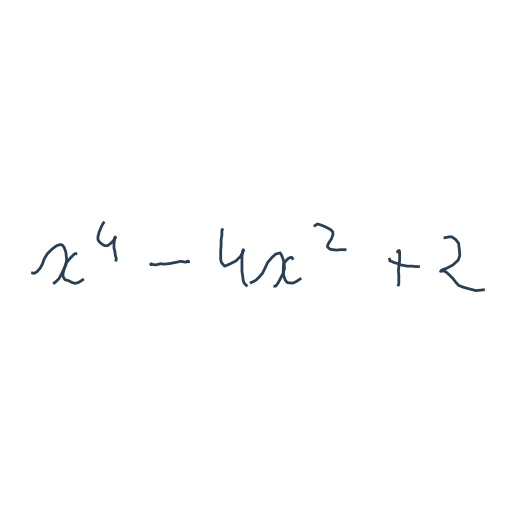 x⁴ - 4x² + 2